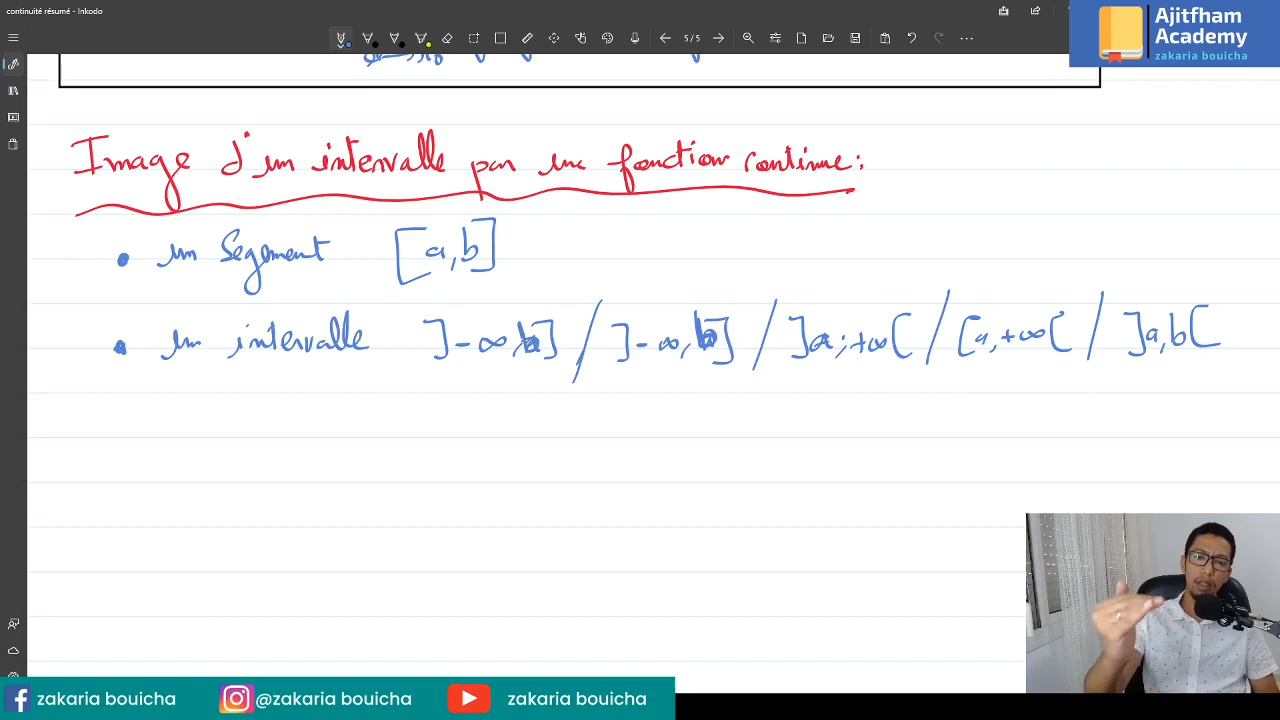 continuité résumé - Inkodo
5/5
Ajitfham
Academy
zakaria bouicha
Image d'un intervalle par une fonction continue:
• un Segement [a,b]
• un intervalle ]-∞,b] / ]-∞,b] / ]a;+∞[ / [a,+∞[ / ]a,b[
zakaria bouicha @zakaria bouicha zakaria bouicha